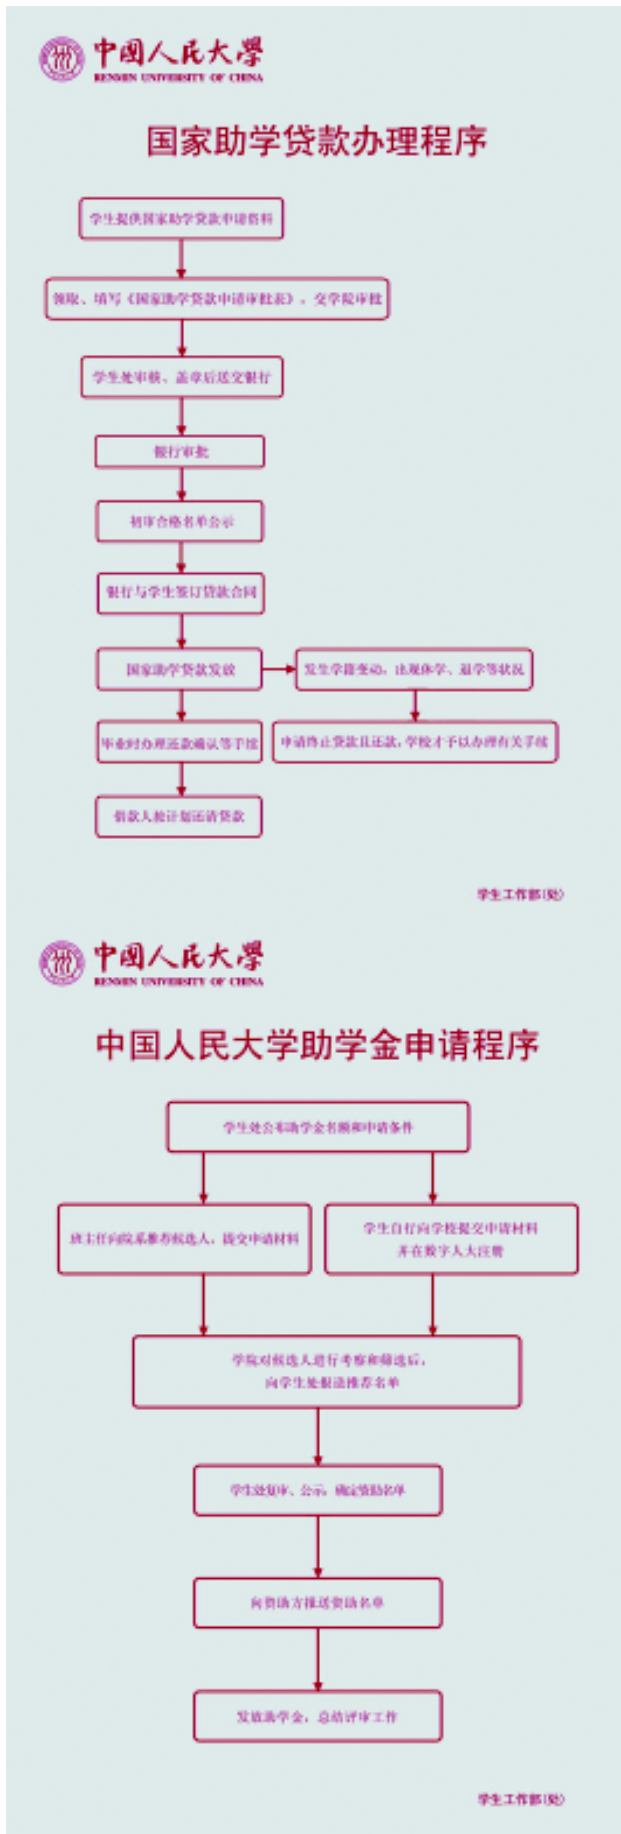 中国人民大学
RENMIN UNIVERSITY OF CHINA
国家助学贷款办理程序
学生提供国家助学贷款申请资料
领取、填写《国家助学贷款申请审批表》，交学院审批
学生处审核、盖章后送交银行
银行审批
初审合格名单公示
银行与学生签订贷款合同
国家助学贷款发放
发生学籍变动，出现休学、退学等状况
毕业时办理还款确认等手续
申请终止贷款且还款，学校才予以办理有关手续
借款人按计划还清贷款
学生工作部（处）
中国人民大学
RENMIN UNIVERSITY OF CHINA
中国人民大学助学金申请程序
学生处公布助学金名额和申请条件
班主任向院系推荐候选人，提交申请材料
学生自行向学校提交申请材料
并在数字人大注册
学院对候选人进行考察和筛选后，
向学生处报送推荐名单
学生处复审、公示，确定资助名单
向资助方报送资助名单
发放助学金，总结评审工作
学生工作部（处）